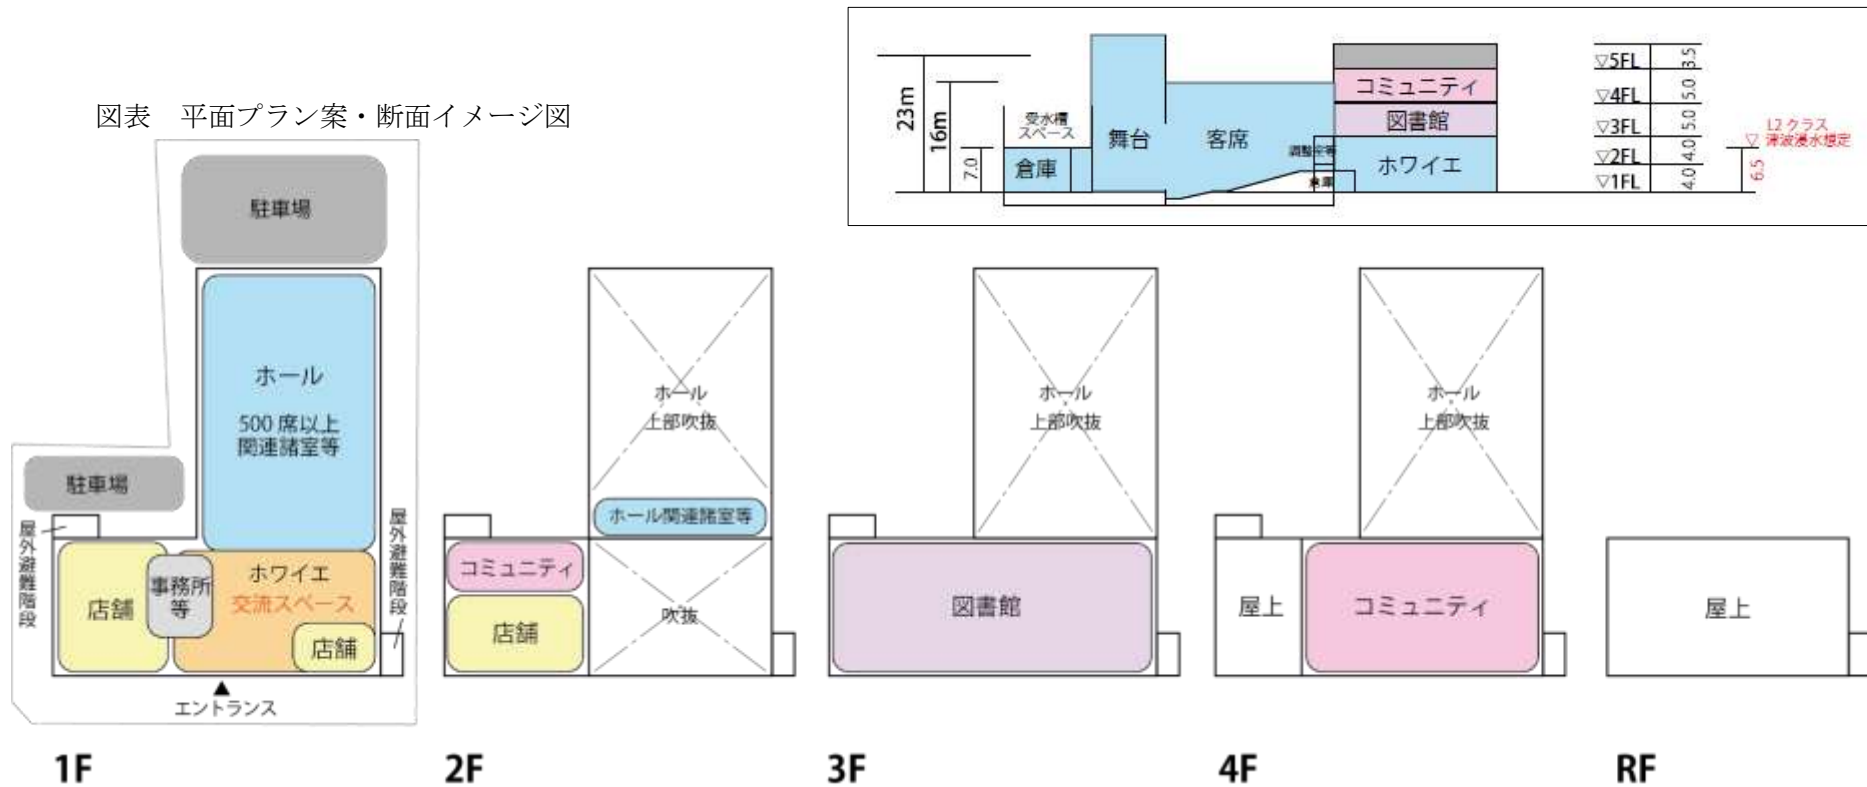 図表 平面プラン案・断面イメージ図
23m
16m
7.0
受水槽
スペース
倉庫
舞台
客席
調整室等
倉庫
コミュニティ
図書館
ホワイエ
▽5FL
▽4FL
▽3FL
▽2FL
▽1FL
3.5
5.0
5.0
4.0
4.0
▽ L2クラス
津波浸水想定
6.5
駐車場
ホール
500席以上
関連諸室等
駐車場
屋外避難階段
店舗
事務所
等
ホワイエ
交流スペース
店舗
屋外避難階段
▲
エントランス
1F
ホール
上部吹抜
ホール関連諸室等
コミュニティ
店舗
吹抜
2F
ホール
上部吹抜
図書館
3F
ホール
上部吹抜
屋上
コミュニティ
4F
屋上
RF